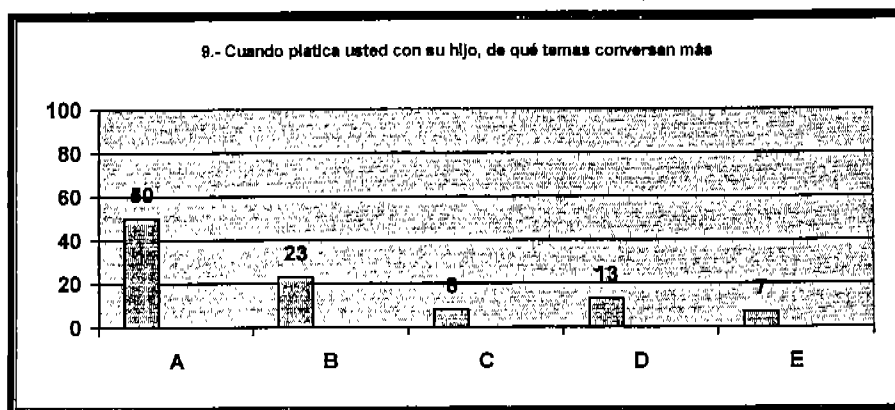 9.- Cuando platica usted con su hijo, de qué temas conversan más
100
80
60
40
20
0
50
23
13
7
A
B
C
D
E